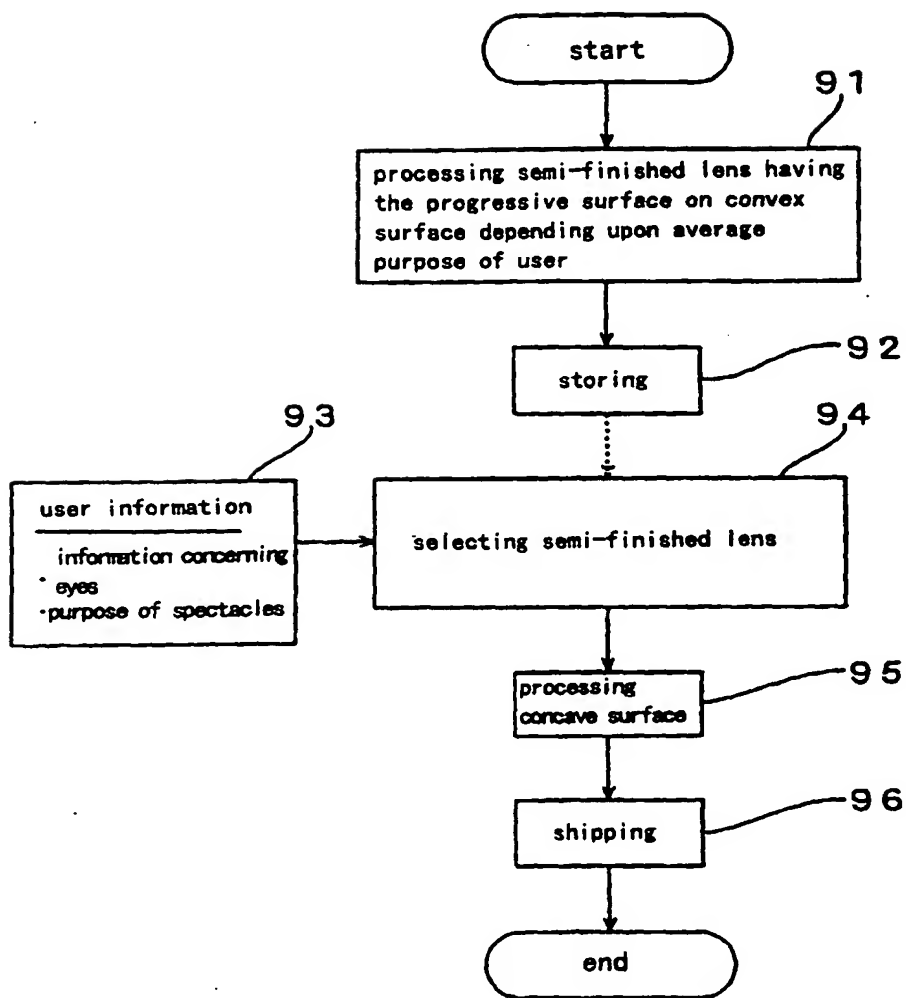 start
91
processing semi-finished lens having
the progressive surface on convex
surface depending upon average
purpose of user
92
storing
93
94
user information
information concerning
· eyes
·purpose of spectacles
selecting semi-finished lens
95
processing
concave surface
96
shipping
end